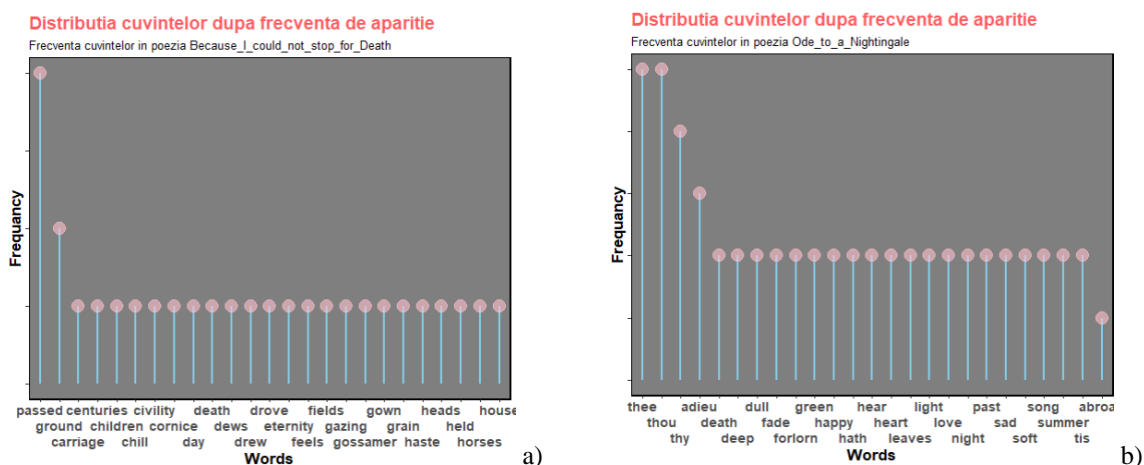 Distributia cuvintelor dupa frecventa de aparitie
Frecventa cuvintelor in poezia Because_I_could_not_stop_for_Death
Frequancy
passed centuries civility death drove fields gown heads house
ground children cornice dews eternity gazing grain held
carriage chill day drew feels gossamer haste horses
Words
a)
Distributia cuvintelor dupa frecventa de aparitie
Frecventa cuvintelor in poezia Ode_to_a_Nightingale
Frequancy
thee adieu dull green hear light past song abroa
thou death fade happy heart love sad summer
thy deep forlorn hath leaves night soft tis
Words
b)